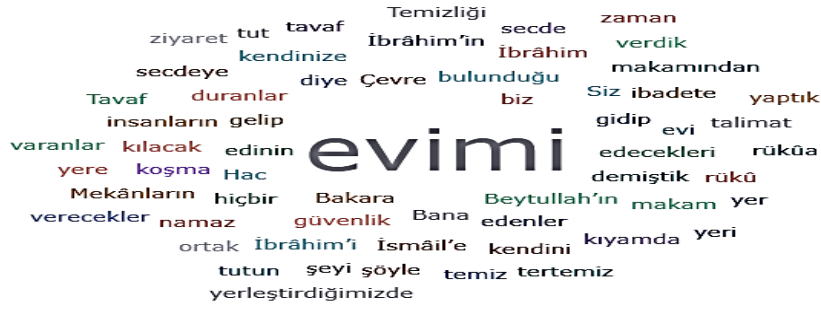 Temizliği
ziyaret tut tavaf İbrâhim’in secde zaman
kendinize İbrâhim verdik
secdeye diye Çevre bulunduğu makamından
Tavaf duranlar biz Siz ibadete yaptık
insanların gelip gidip evi talimat
varanlar kılacak edinin evimi edecekleri rükûa
yere koşma Hac demiştik rükû
Mekânların hiçbir Bakara Beytullah’ın makam yer
verecekler namaz güvenlik Bana edenler
ortak İbrâhim’i İsmâil’e kendini kıyamda yeri
tutun şeyi şöyle temiz tertemiz
yerleştirdiğimizde